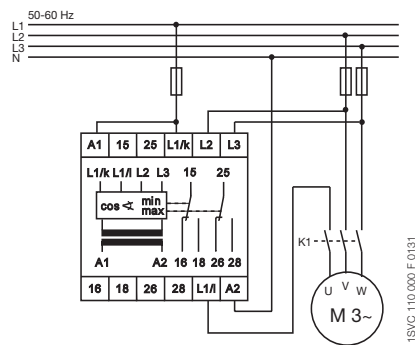 50-60 Hz
L1
L2
L3
N
A1 15 25 L1/k L2 L3
L1/k L1/l L2 L3 15 25
cos ∢ min
max
A1 A2 16 18 26 28
16 18 26 28 L1/l A2
K1
U V W
M 3~
1SVC 110 000 F 0131